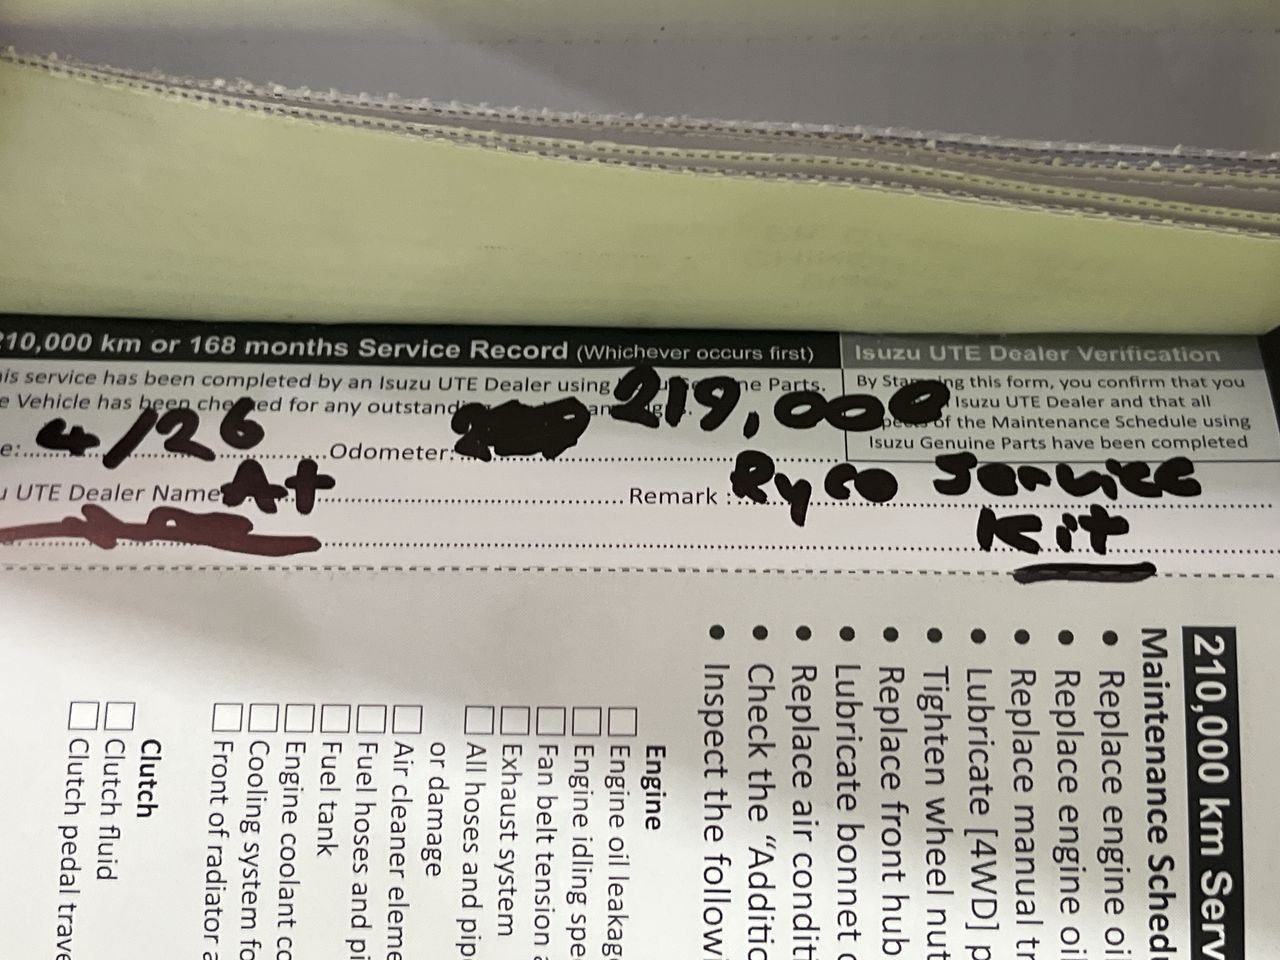 10,000 km or 168 months Service Record (Whichever occurs first)
is service has been completed by an Isuzu UTE Dealer using ne Parts.
e Vehicle has been checked for any outstand
e: 4/26 Odometer: 219,000
UTE Dealer Name At Remark : Ryco Service
Kit
Isuzu UTE Dealer Verification
By Stamping this form, you confirm that you
Isuzu UTE Dealer and that all
of the Maintenance Schedule using
Isuzu Genuine Parts have been completed
210,000 km Serv
Maintenance Schedu
• Replace engine oi
• Replace engine oi
• Replace manual tr
• Lubricate [4WD] p
• Tighten wheel nut
• Replace front hub
• Lubricate bonnet
• Replace air condit
• Check the "Additio
• Inspect the followi
Engine
Engine oil leakag
Engine idling spe
Fan belt tension
Exhaust system
All hoses and pip
or damage
Air cleaner eleme
Fuel hoses and pi
Fuel tank
Engine coolant co
Cooling system fo
Front of radiator a
Clutch
Clutch fluid
Clutch pedal trave